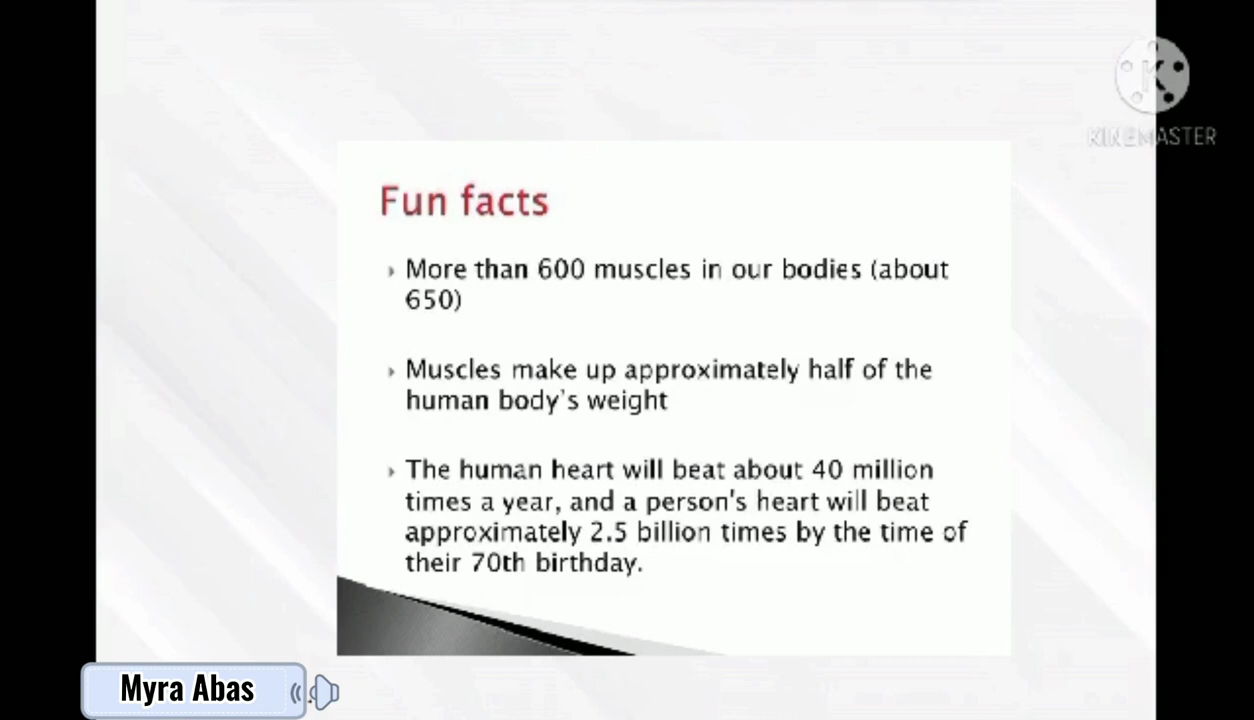 KINEMASTER
Fun facts
More than 600 muscles in our bodies (about
650)
Muscles make up approximately half of the
human body's weight
The human heart will beat about 40 million
times a year, and a person's heart will beat
approximately 2.5 billion times by the time of
their 70th birthday.
Myra Abas